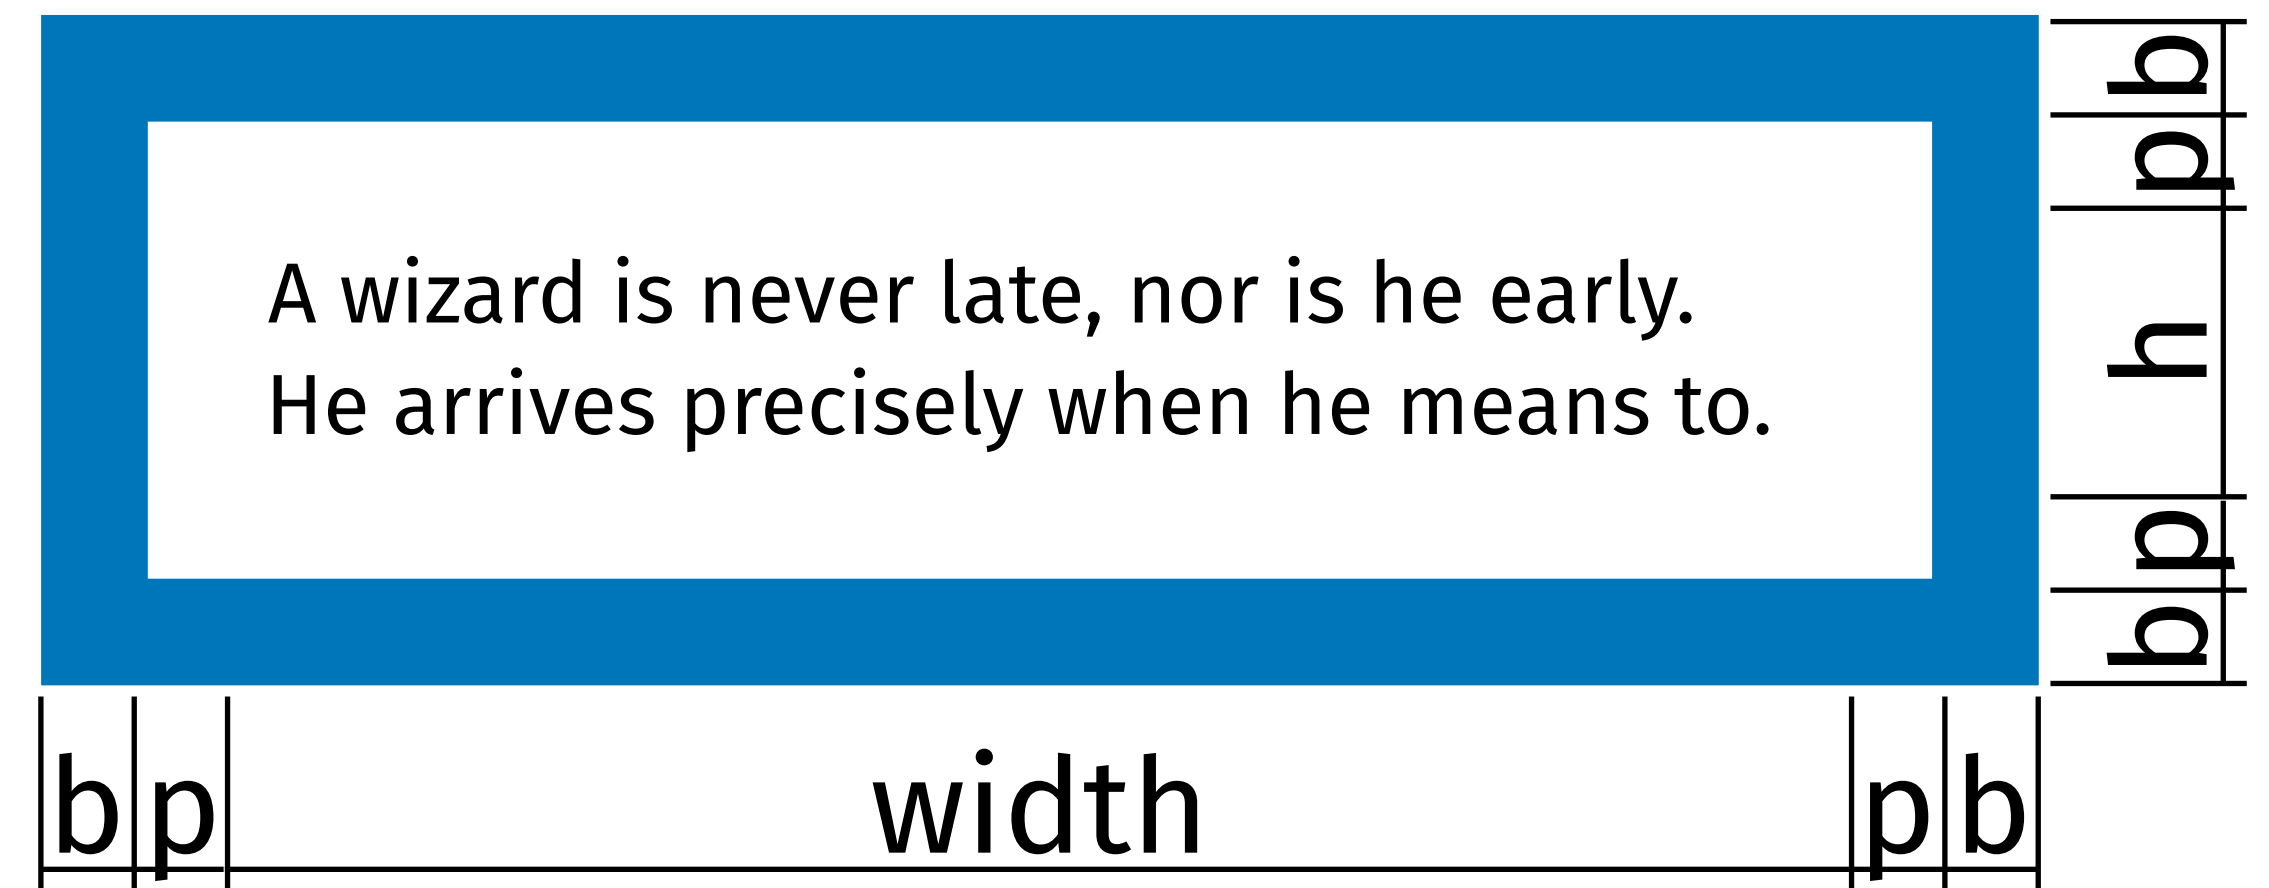 A wizard is never late, nor is he early.
He arrives precisely when he means to.
b
p
h
p
b
b p width p b